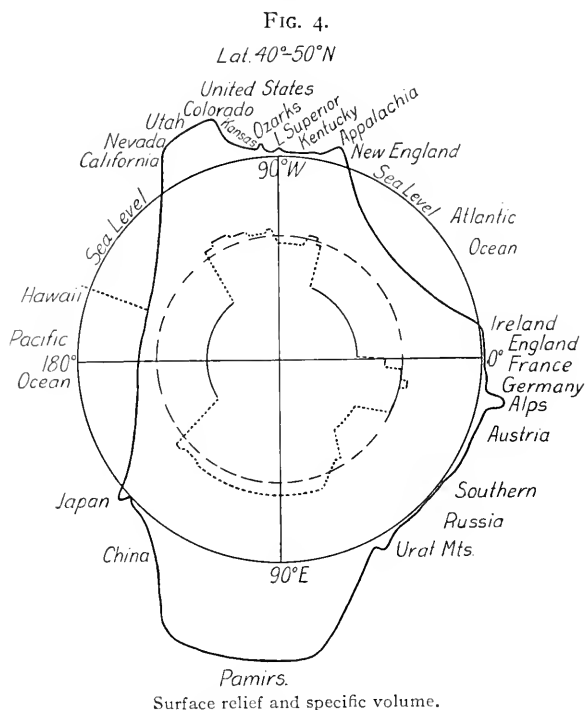 FIG. 4.
Lat. 40°–50°N
United States
Colorado
Utah
Kansas
Ozarks
L Superior
Kentucky
Appalachia
Nevada
California
90°W
New England
Sea Level
Sea Level
Atlantic
Ocean
Hawaii
Pacific
180°
Ocean
Ireland
0° England
France
Germany
Alps
Austria
Japan
Southern
Russia
China
Urat Mts.
90°E
Pamirs.
Surface relief and specific volume.